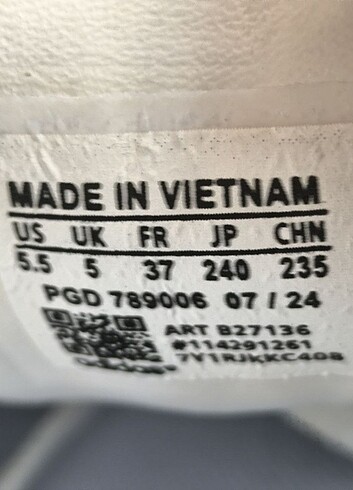 MADE IN VIETNAM
US UK FR JP CHN
5.5 5 37 240 235
PGD 789006 07 / 24
ART B27136
#114291261
7Y1RJKKC408
adidas